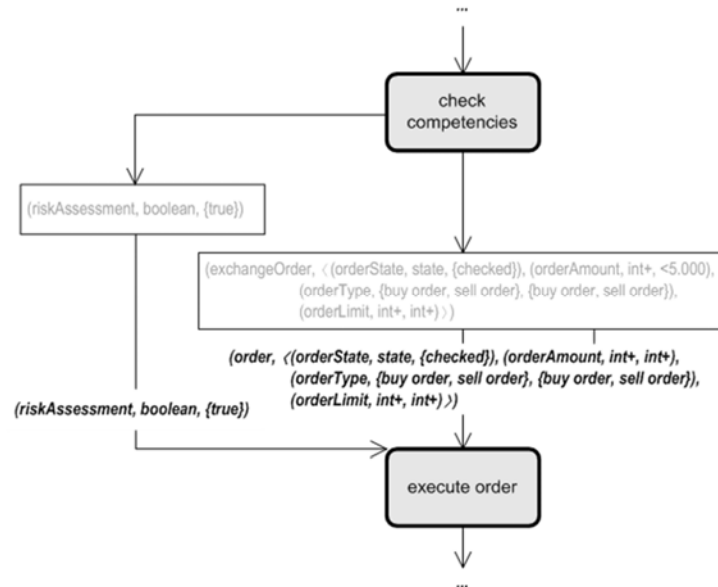 ...
check
competencies
(riskAssessment, boolean, {true})
(exchangeOrder, ⟨(orderState, state, {checked}), (orderAmount, int+, <5.000),
(orderType, {buy order, sell order}, {buy order, sell order}),
(orderLimit, int+, int+)⟩)
(order, ⟨(orderState, state, {checked}), (orderAmount, int+, int+),
(orderType, {buy order, sell order}, {buy order, sell order}),
(orderLimit, int+, int+)⟩)
(riskAssessment, boolean, {true})
execute order
...